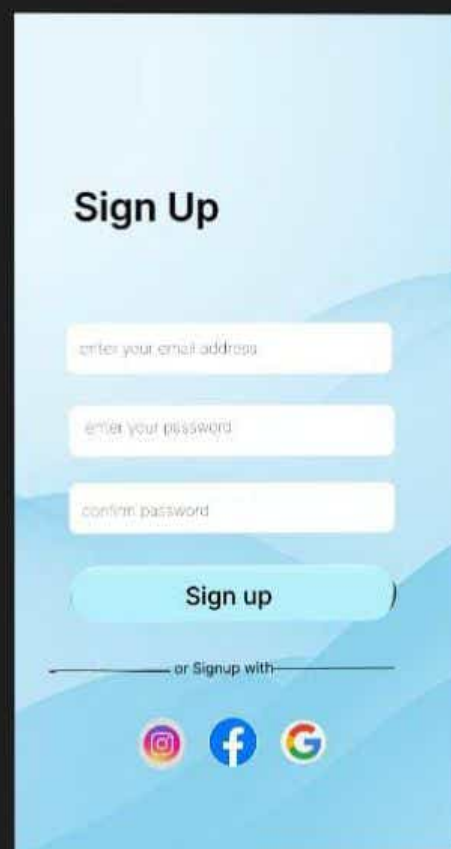 Sign Up
enter your email address
enter your password
confirm password
Sign up
or Signup with